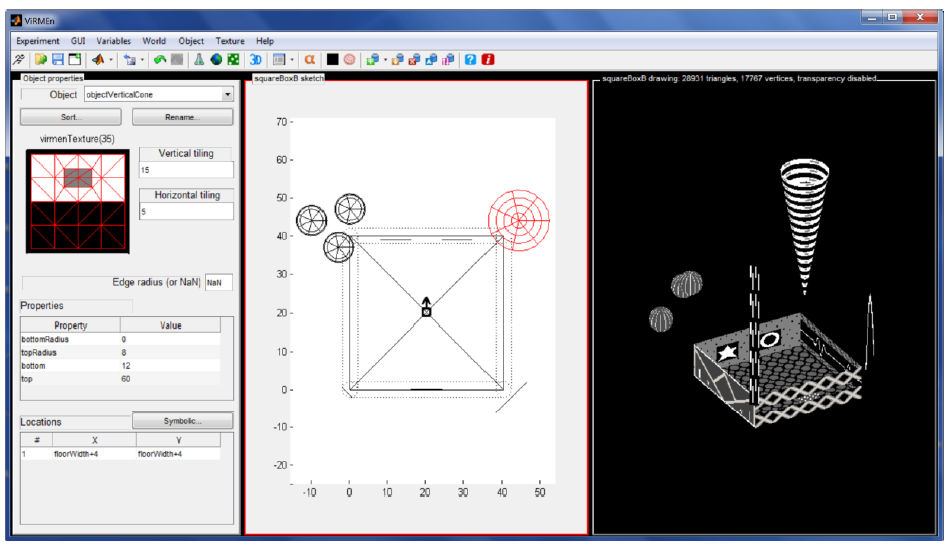 ViRMEn
Experiment GUI Variables World Object Texture Help
3D α ? i
Object properties
Object objectVerticalCone
Sort... Rename...
virmenTexture(35)
Vertical tiling
15
Horizontal tiling
5
Edge radius (or NaN) NaN
Properties
Property Value
bottomRadius 0
topRadius 8
bottom 12
top 60
Locations Symbolic...
# X Y
1 floorWidth+4 floorWidth+4
squareBoxB sketch
70
60
50
40
30
20
10
0
-10
-20
-10 0 10 20 30 40 50
squareBoxB drawing: 28931 triangles, 17767 vertices, transparency disabled